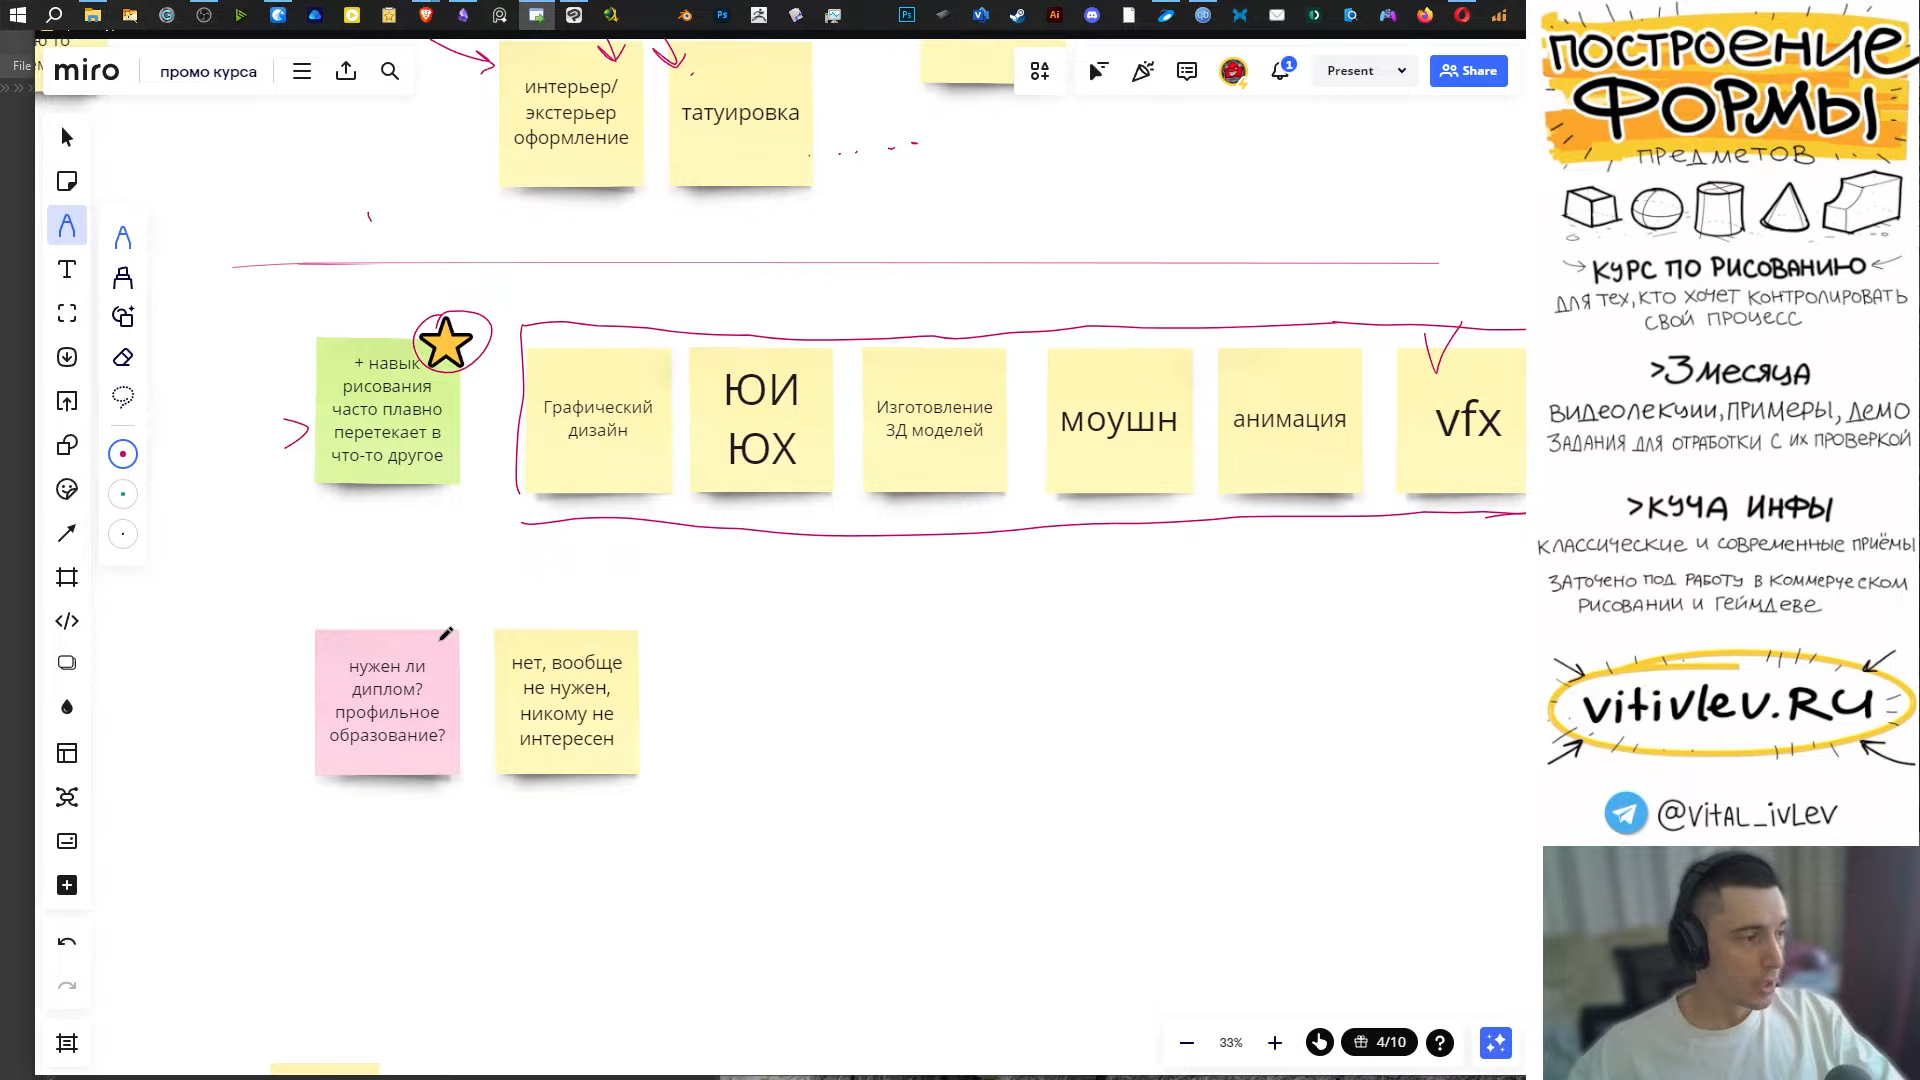 ю то
File
miro
промо курса
1
Present
Share
интерьер/
экстерьер
оформление
татуировка
+ навык
рисования
часто плавно
перетекает в
что-то другое
Графический
дизайн
ЮИ
ЮХ
Изготовление
3Д моделей
моушн
анимация
vfx
нужен ли
диплом?
профильное
образование?
нет, вообще
не нужен,
никому не
интересен
33%
4/10
?
ПОСТРОЕНИЕ
ФОРМЫ
ПРЕДМЕТОВ
КУРС ПО РИСОВАНИЮ
ДЛЯ ТЕХ, КТО ХОЧЕТ КОНТРОЛИРОВАТЬ
СВОЙ ПРОЦЕСС
>3 месяца
ВИДЕОЛЕКЦИИ, ПРИМЕРЫ, ДЕМО
ЗАДАНИЯ ДЛЯ ОТРАБОТКИ С ИХ ПРОВЕРКОЙ
>КУЧА ИНФЫ
КЛАССИЧЕСКИЕ И СОВРЕМЕННЫЕ ПРИЁМЫ
ЗАТОЧЕНО ПОД РАБОТУ В КОММЕРЧЕСКОМ
РИСОВАНИИ И ГЕЙМДЕВЕ
vitivlev.RU
@VITAL_IVLEV